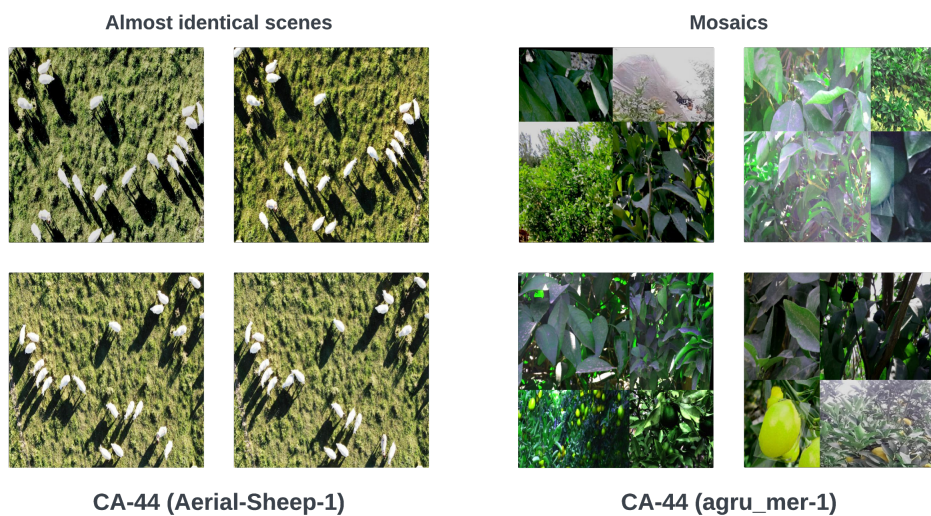 Almost identical scenes
Mosaics
CA-44 (Aerial-Sheep-1)
CA-44 (agru_mer-1)